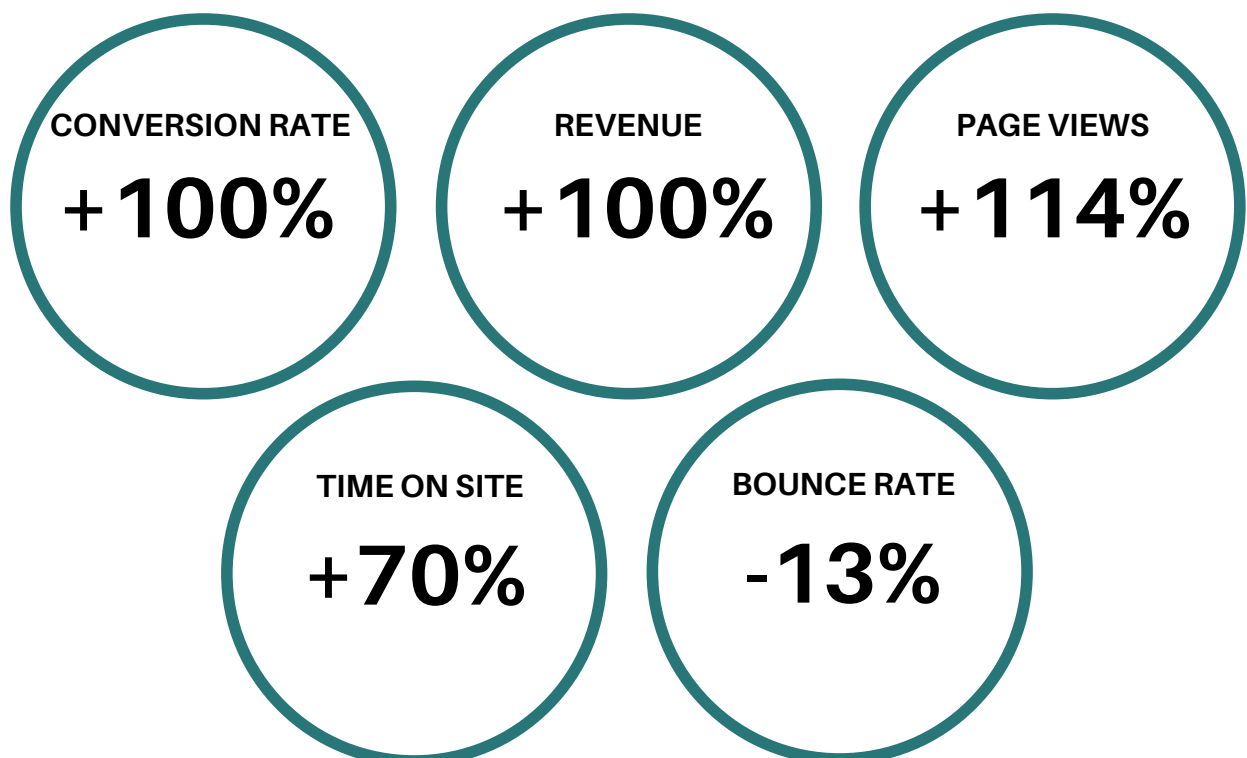 CONVERSION RATE
+100%
REVENUE
+100%
PAGE VIEWS
+114%
TIME ON SITE
+70%
BOUNCE RATE
-13%